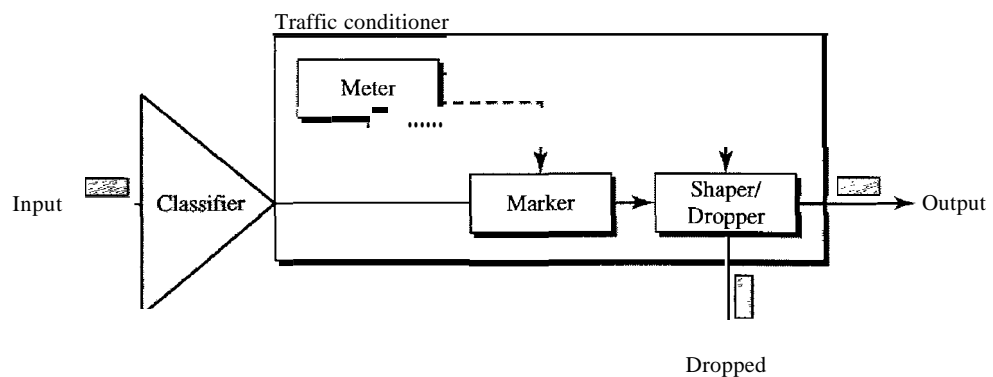 Traffic conditioner
Meter
Input
Classifier
Marker
Shaper/
Dropper
Output
Dropped